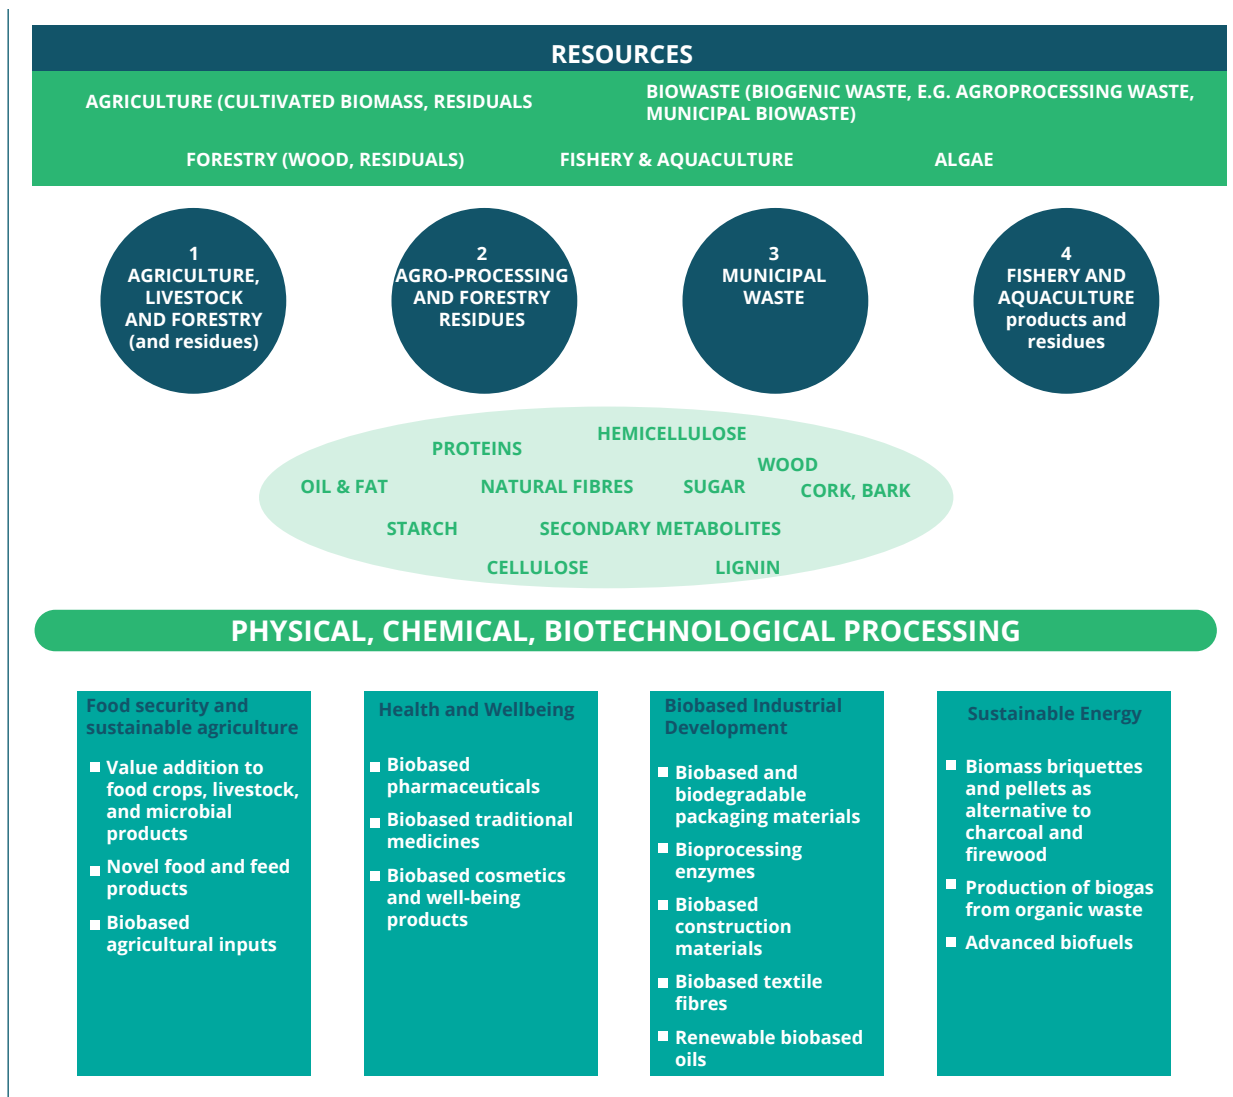 RESOURCES
AGRICULTURE (CULTIVATED BIOMASS, RESIDUALS
BIOWASTE (BIOGENIC WASTE, E.G. AGROPROCESSING WASTE,
MUNICIPAL BIOWASTE)
FORESTRY (WOOD, RESIDUALS)
FISHERY & AQUACULTURE
ALGAE
1
AGRICULTURE,
LIVESTOCK
AND FORESTRY
(and residues)
2
AGRO-PROCESSING
AND FORESTRY
RESIDUES
3
MUNICIPAL
WASTE
4
FISHERY AND
AQUACULTURE
products and
residues
HEMICELLULOSE
PROTEINS
WOOD
OIL & FAT
NATURAL FIBRES
SUGAR
CORK, BARK
STARCH
SECONDARY METABOLITES
CELLULOSE
LIGNIN
PHYSICAL, CHEMICAL, BIOTECHNOLOGICAL PROCESSING
Food security and
sustainable agriculture
Value addition to
food crops, livestock,
and microbial
products
Novel food and feed
products
Biobased
agricultural inputs
Health and Wellbeing
Biobased
pharmaceuticals
Biobased traditional
medicines
Biobased cosmetics
and well-being
products
Biobased Industrial
Development
Biobased and
biodegradable
packaging materials
Bioprocessing
enzymes
Biobased
construction
materials
Biobased textile
fibres
Renewable biobased
oils
Sustainable Energy
Biomass briquettes
and pellets as
alternative to
charcoal and
firewood
Production of biogas
from organic waste
Advanced biofuels